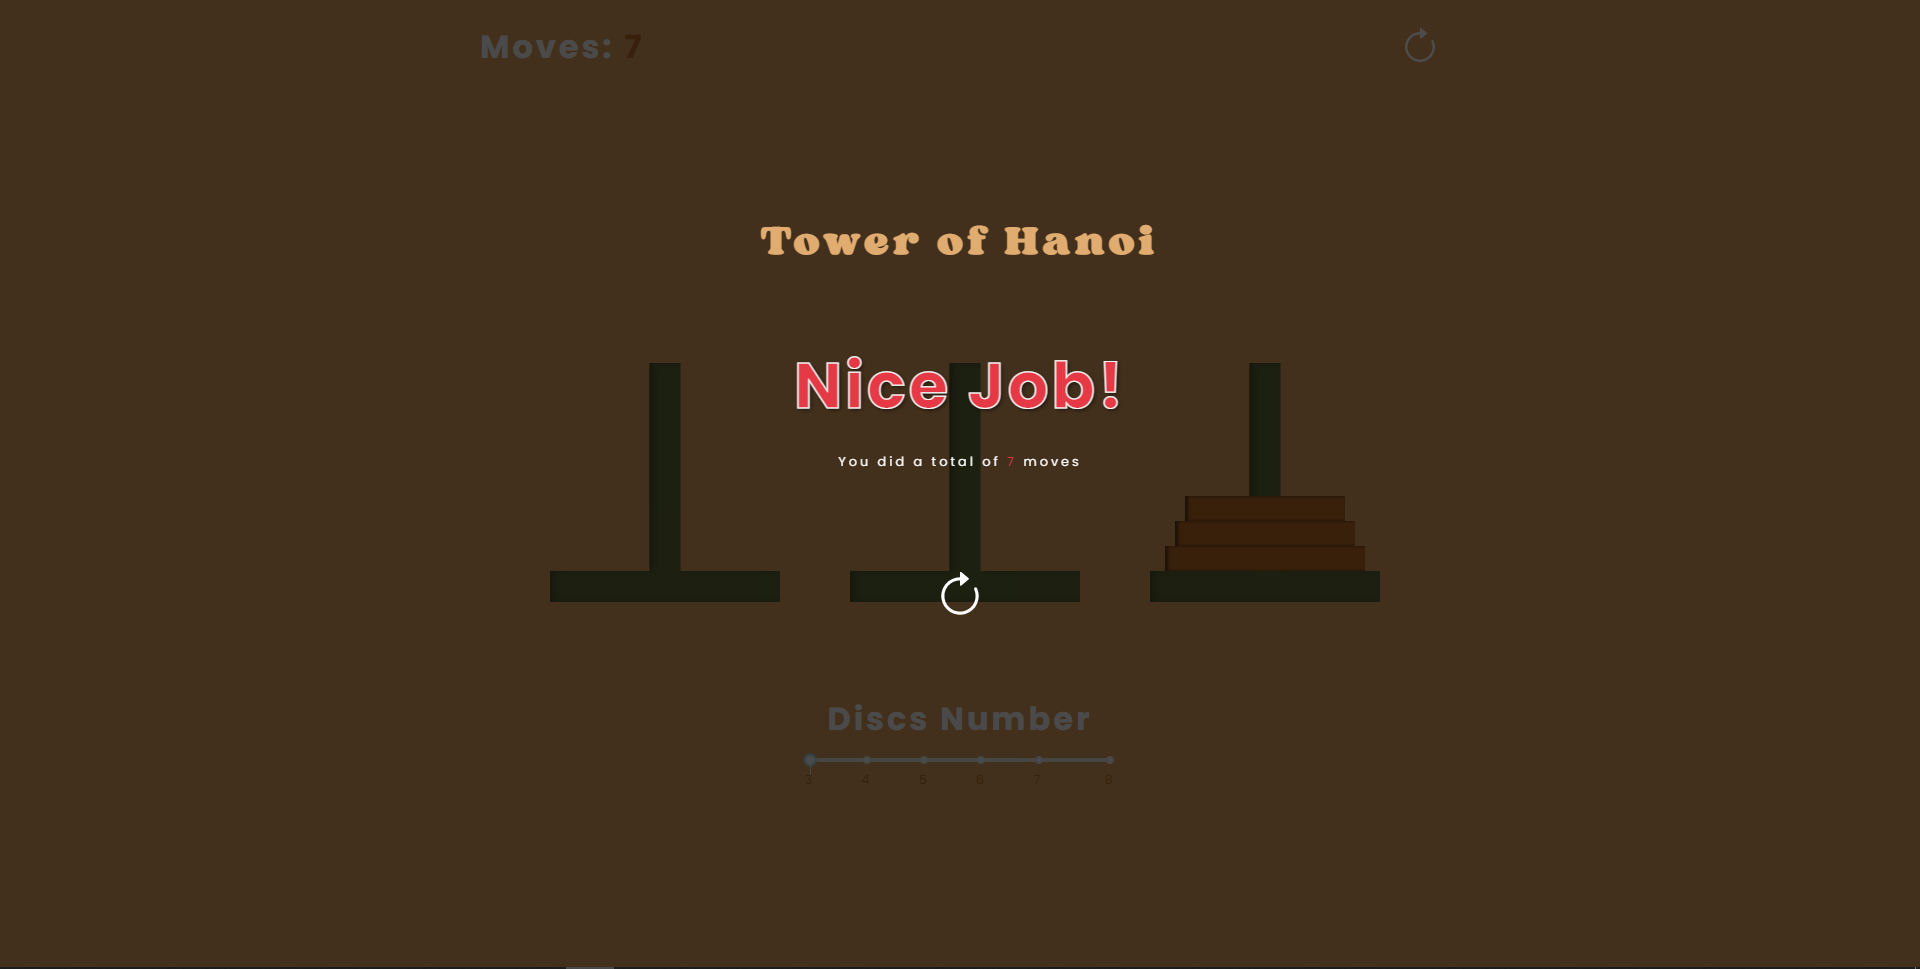 Moves: 7
Tower of Hanoi
Nice Job!
You did a total of 7 moves
Discs Number
3 4 5 6 7 8